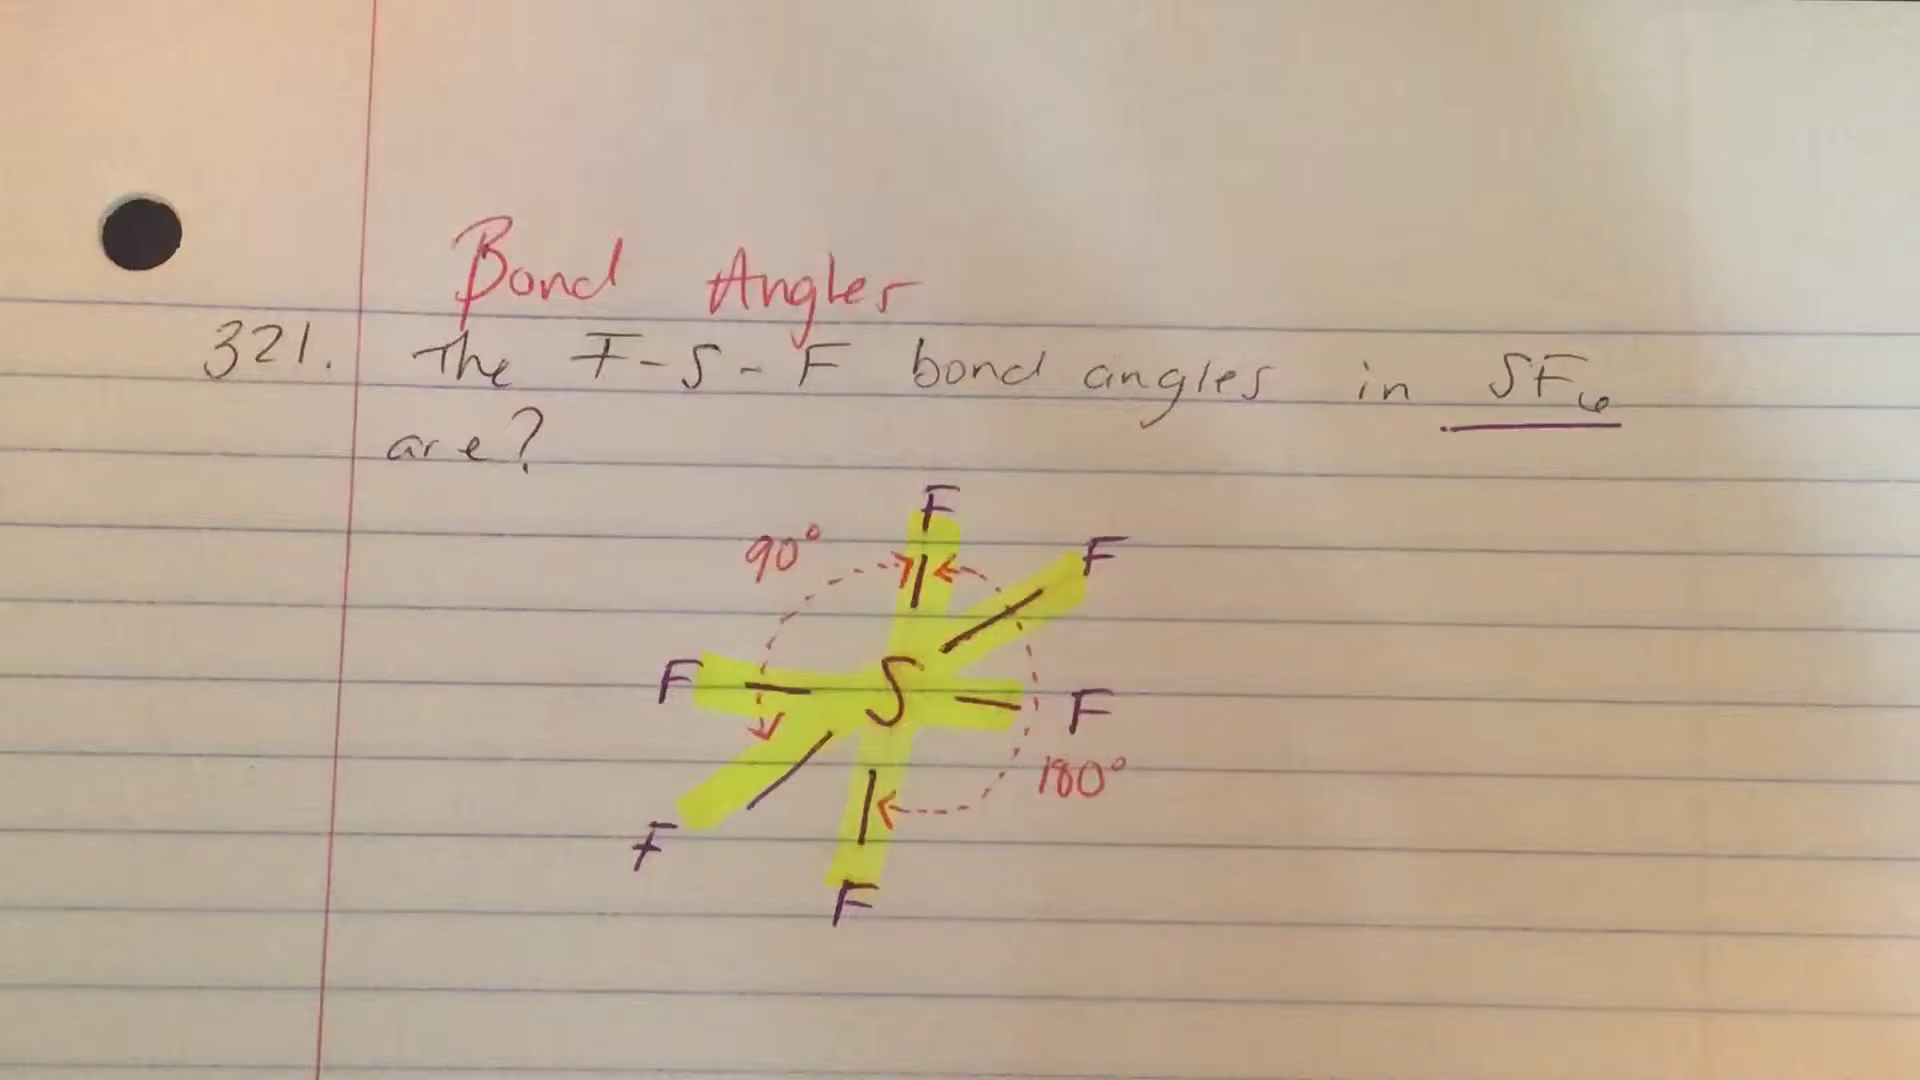 Bond Angles
321. The F-S-F bond angles in SF₆
are?
F
90° F
F S F
180°
F
F